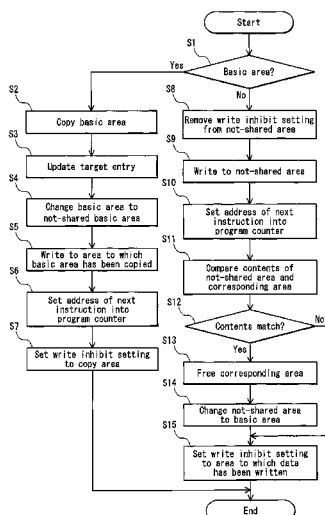 Start
S1
Basic area?
Yes
No
S2
Copy basic area
S3
Update target entry
S4
Change basic area to
not-shared basic area
S5
Write to area to which
basic area has been copied
S6
Set address of next
instruction into
program counter
S7
Set write inhibit setting
to copy area
S8
Remove write inhibit setting
from not-shared area
S9
Write to not-shared area
S10
Set address of next
instruction into
program counter
S11
Compare contents of
not-shared area and
corresponding area
S12
Contents match?
No
Yes
S13
Free corresponding area
S14
Change not-shared area
to basic area
S15
Set write inhibit setting
to area to which data
has been written
End